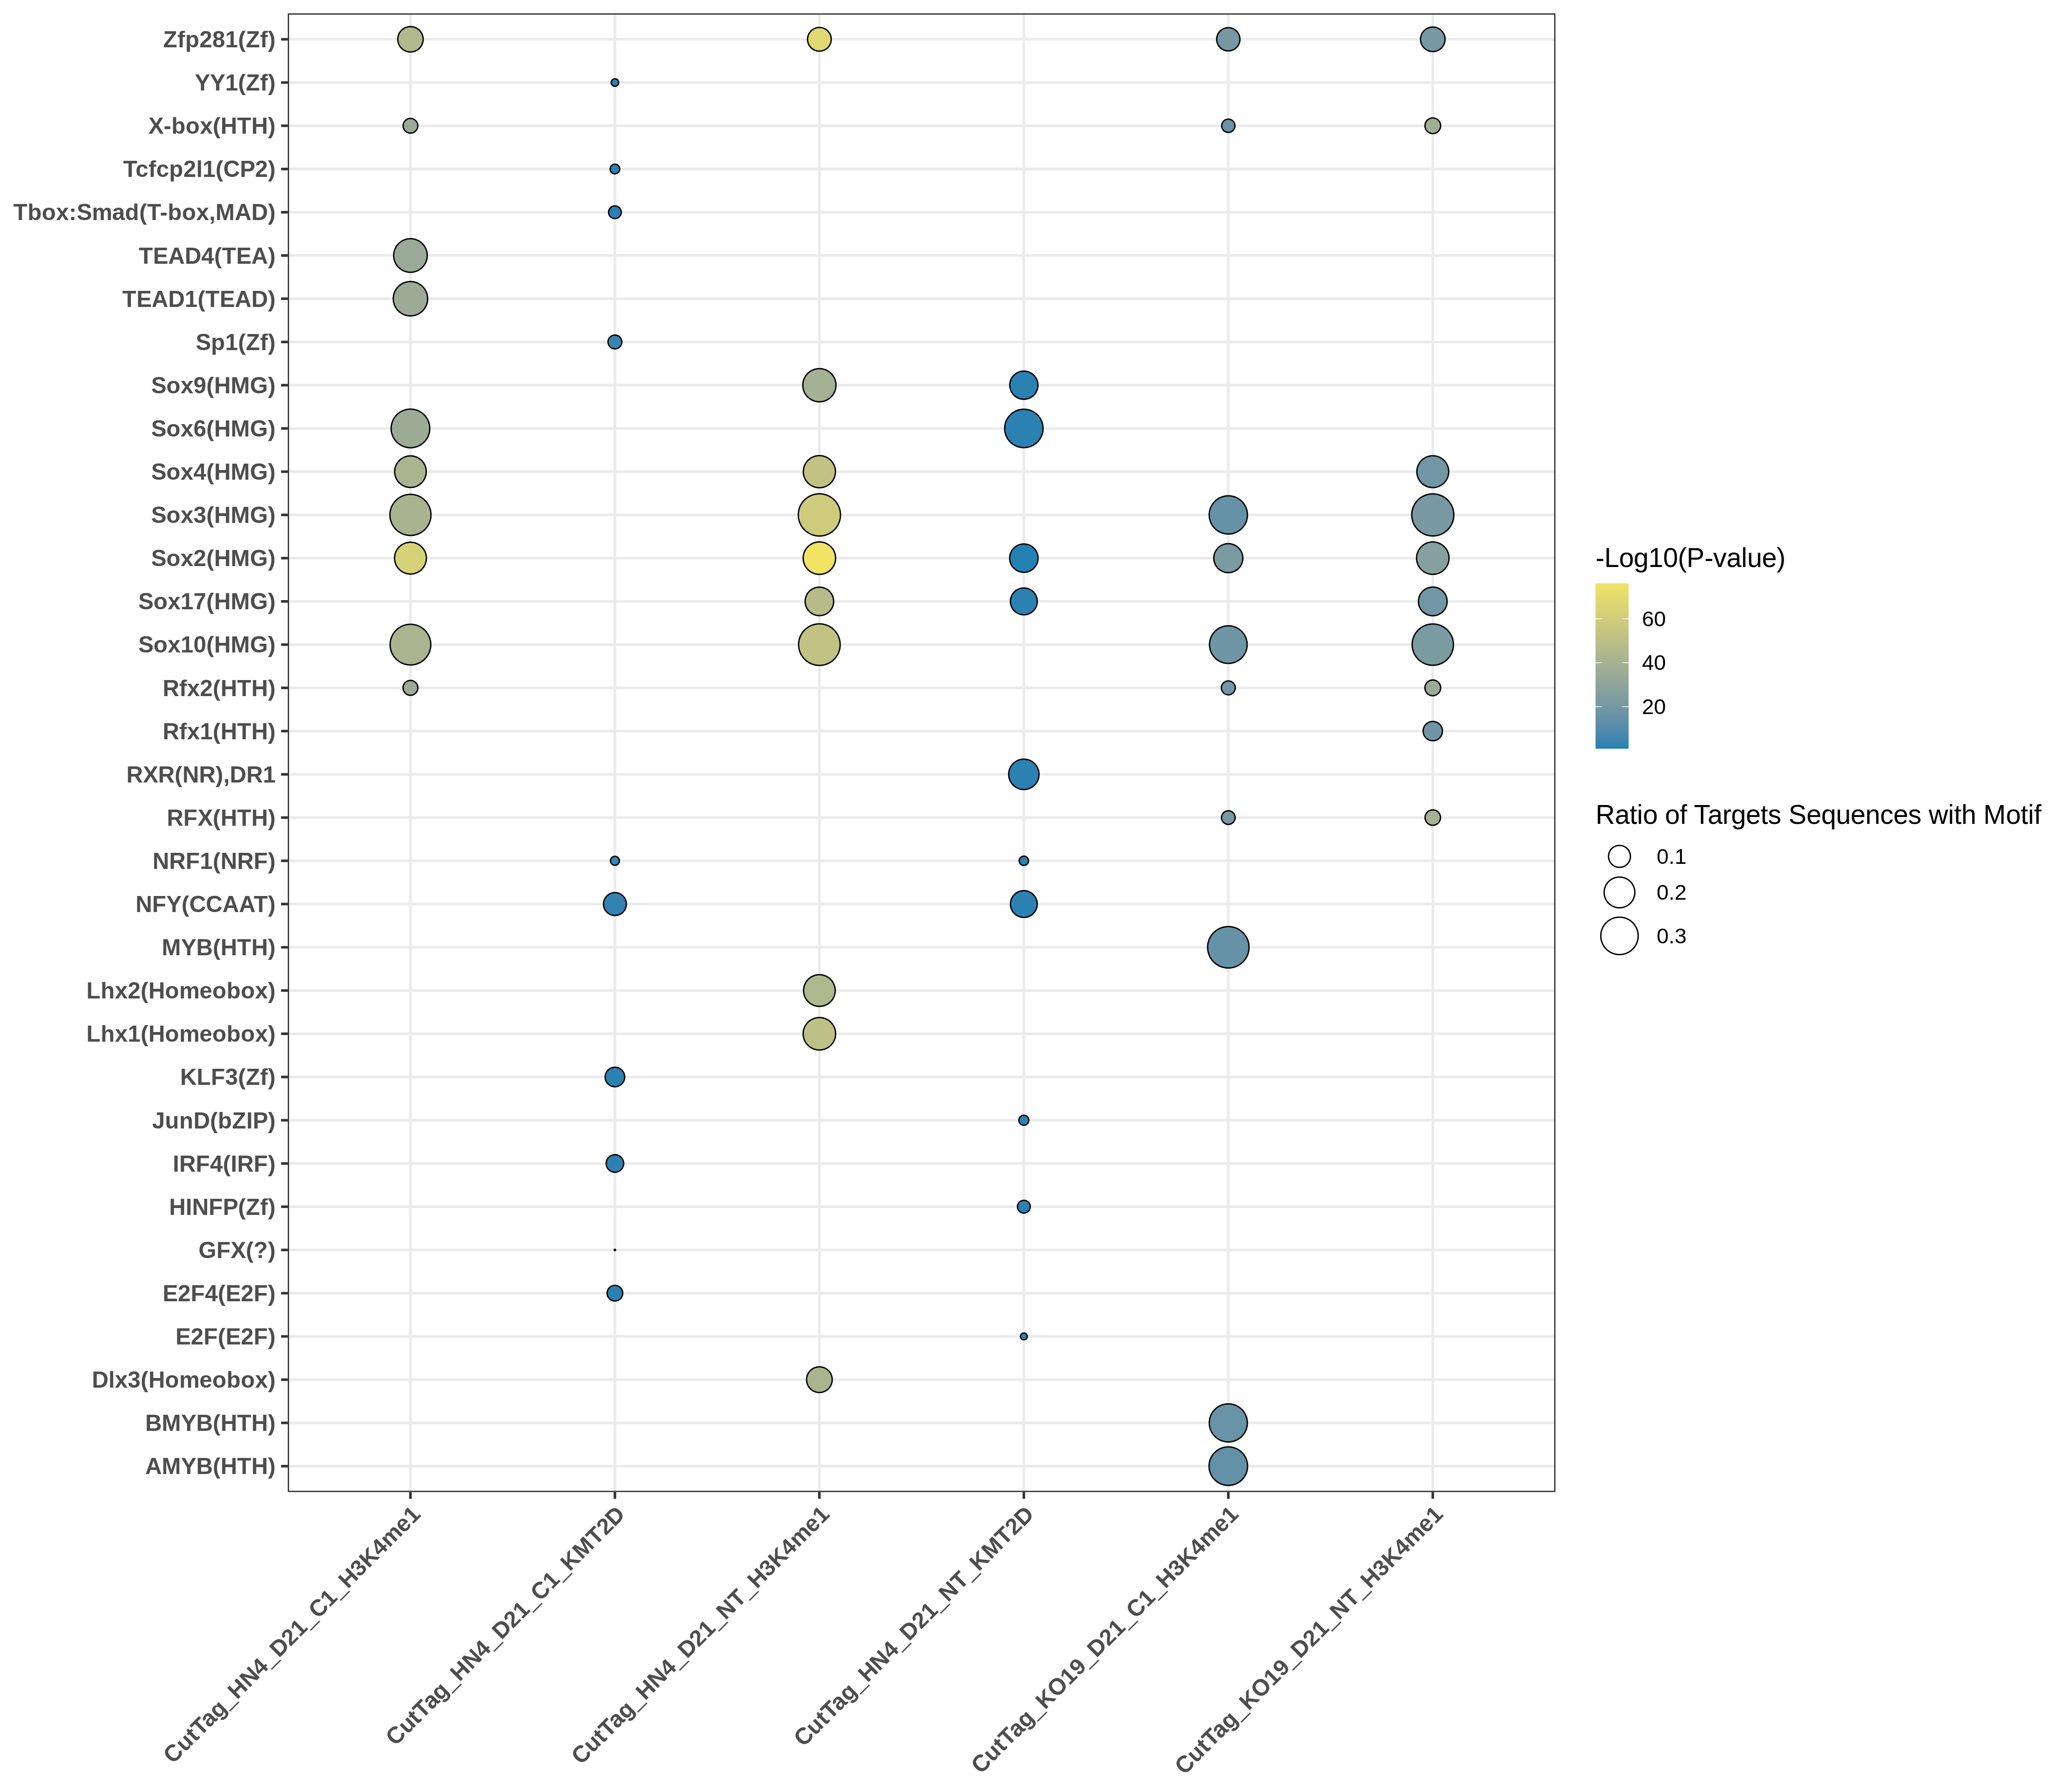 Zfp281(Zf)
YY1(Zf)
X-box(HTH)
Tcfcp2l1(CP2)
Tbox:Smad(T-box,MAD)
TEAD4(TEA)
TEAD1(TEAD)
Sp1(Zf)
Sox9(HMG)
Sox6(HMG)
Sox4(HMG)
Sox3(HMG)
Sox2(HMG)
Sox17(HMG)
Sox10(HMG)
Rfx2(HTH)
Rfx1(HTH)
RXR(NR),DR1
RFX(HTH)
NRF1(NRF)
NFY(CCAAT)
MYB(HTH)
Lhx2(Homeobox)
Lhx1(Homeobox)
KLF3(Zf)
JunD(bZIP)
IRF4(IRF)
HINFP(Zf)
GFX(?)
E2F4(E2F)
E2F(E2F)
Dlx3(Homeobox)
BMYB(HTH)
AMYB(HTH)
CutTag_HN4_D21_C1_H3K4me1
CutTag_HN4_D21_C1_KMT2D
CutTag_HN4_D21_NT_H3K4me1
CutTag_HN4_D21_NT_KMT2D
CutTag_KO19_D21_C1_H3K4me1
CutTag_KO19_D21_NT_H3K4me1
-Log10(P-value)
60
40
20
Ratio of Targets Sequences with Motif
0.1
0.2
0.3